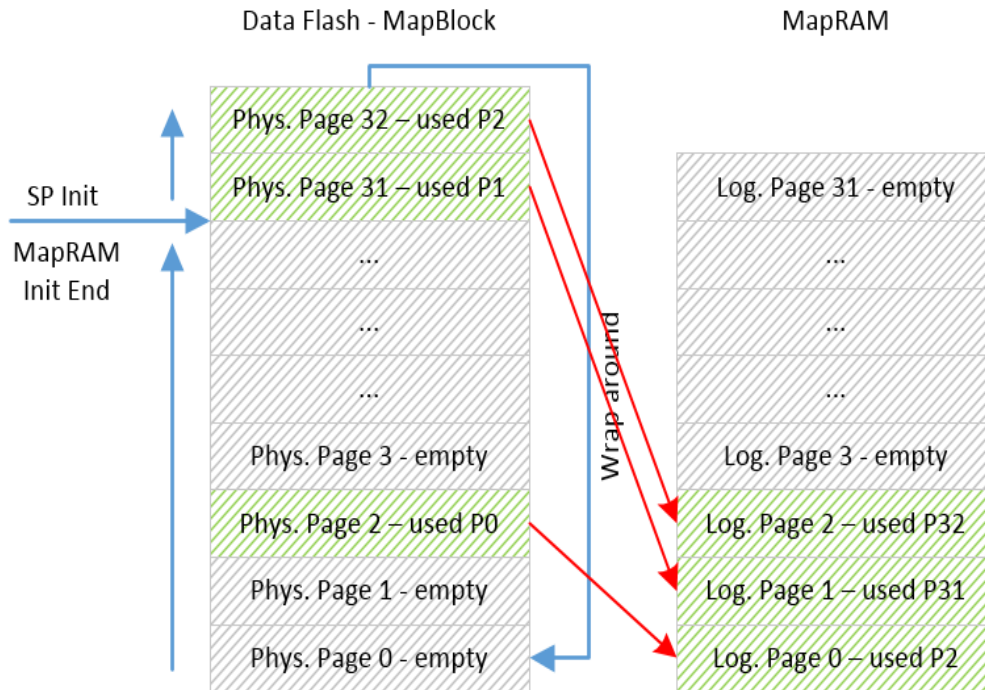 Data Flash - MapBlock
MapRAM
Phys. Page 32 – used P2
Phys. Page 31 – used P1
Log. Page 31 - empty
SP Init
MapRAM
Init End
...
...
...
...
...
...
Wrap around
Phys. Page 3 - empty
Log. Page 3 - empty
Phys. Page 2 – used P0
Log. Page 2 – used P32
Phys. Page 1 - empty
Log. Page 1 – used P31
Phys. Page 0 - empty
Log. Page 0 – used P2